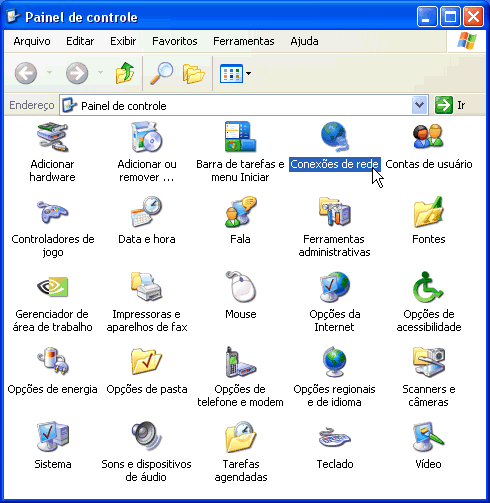 Painel de controle
Arquivo Editar Exibir Favoritos Ferramentas Ajuda
Endereço Painel de controle Ir
Adicionar hardware
Adicionar ou remover ...
Barra de tarefas e menu Iniciar
Conexões de rede
Contas de usuário
Controladores de jogo
Data e hora
Fala
Ferramentas administrativas
Fontes
Gerenciador de área de trabalho
Impressoras e aparelhos de fax
Mouse
Opções da Internet
Opções de acessibilidade
Opções de energia
Opções de pasta
Opções de telefone e modem
Opções regionais e de idioma
Scanners e câmeras
Sistema
Sons e dispositivos de áudio
Tarefas agendadas
Teclado
Vídeo